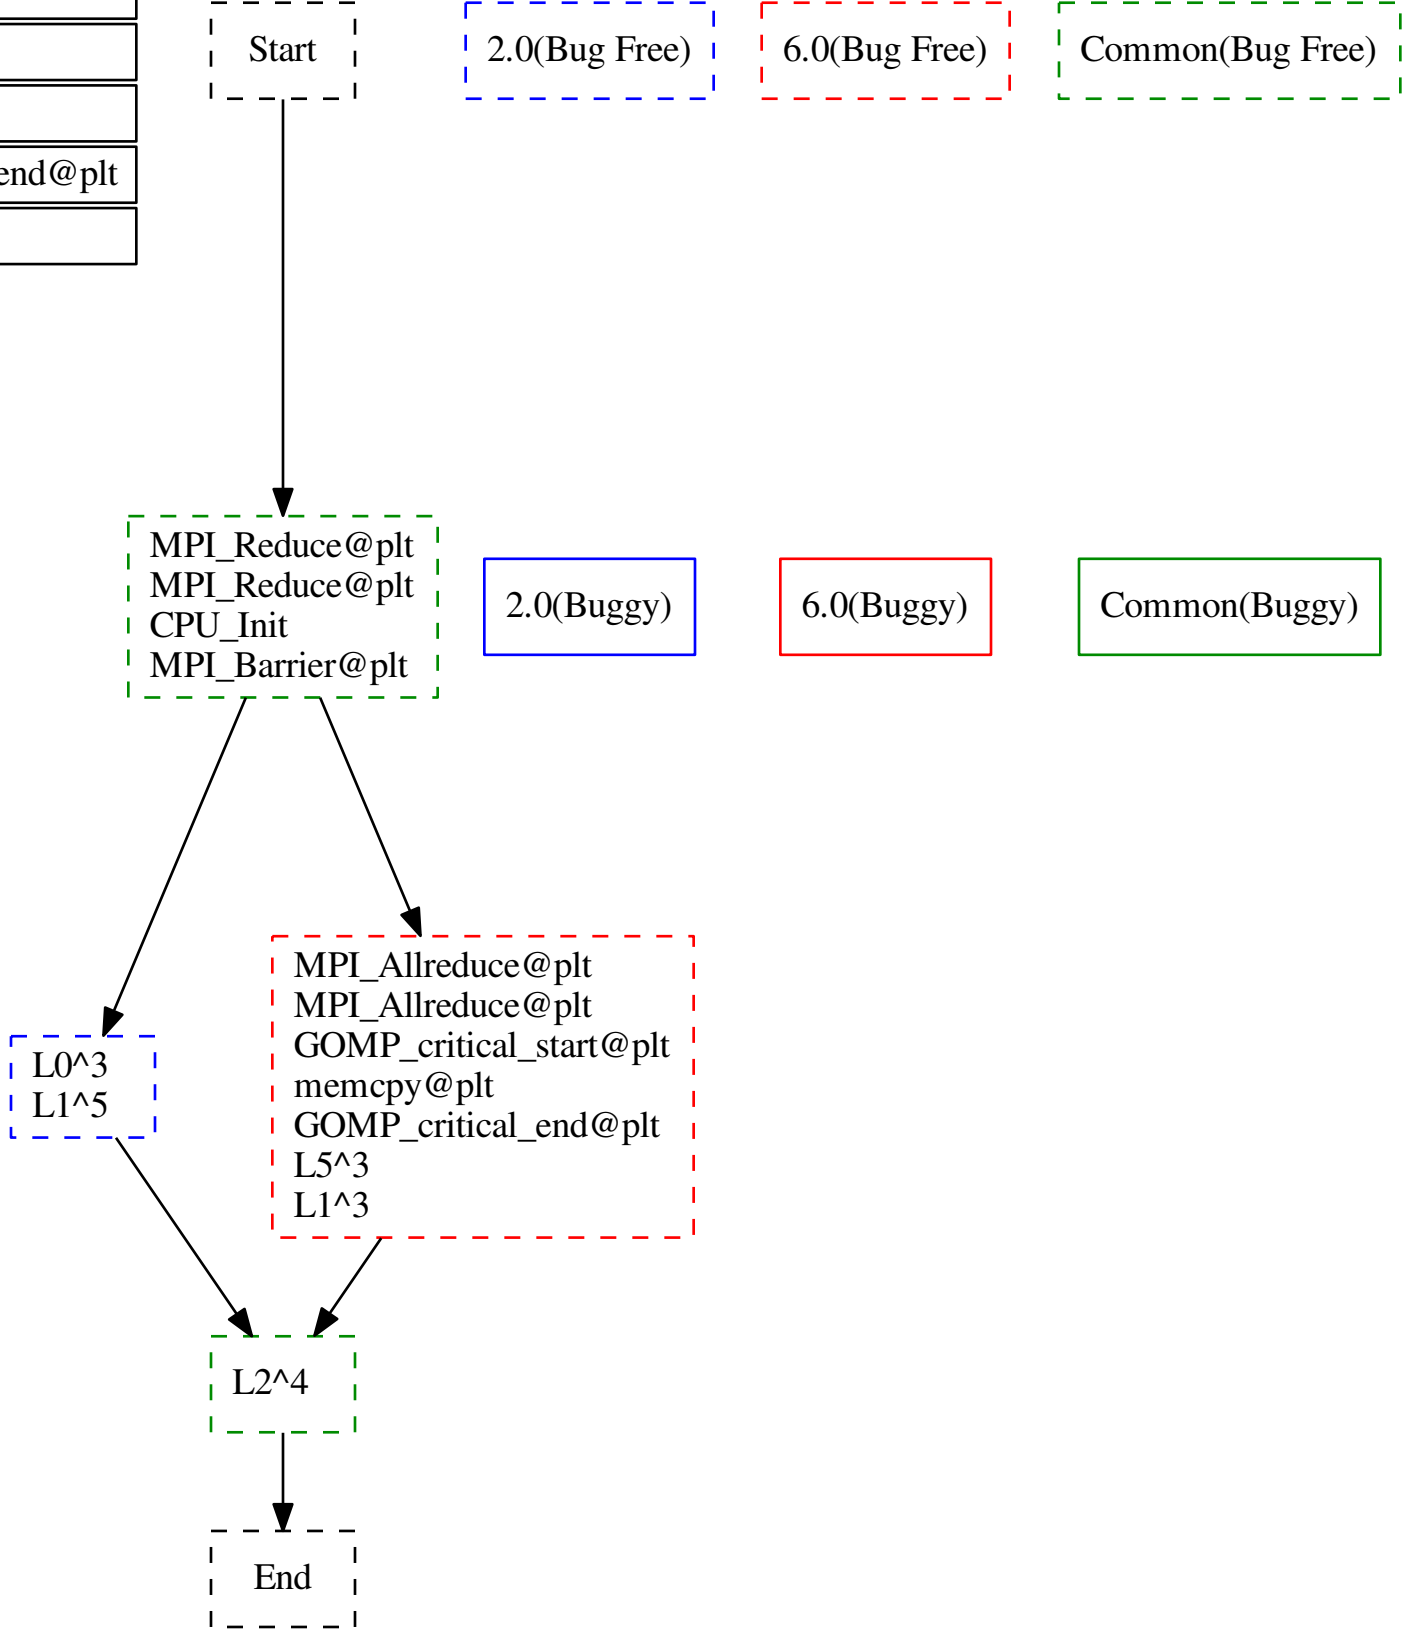 Start
2.0(Bug Free)
6.0(Bug Free)
Common(Bug Free)
end@plt
MPI_Reduce@plt
MPI_Reduce@plt
CPU_Init
MPI_Barrier@plt
2.0(Buggy)
6.0(Buggy)
Common(Buggy)
L0^3
L1^5
MPI_Allreduce@plt
MPI_Allreduce@plt
GOMP_critical_start@plt
memcpy@plt
GOMP_critical_end@plt
L5^3
L1^3
L2^4
End